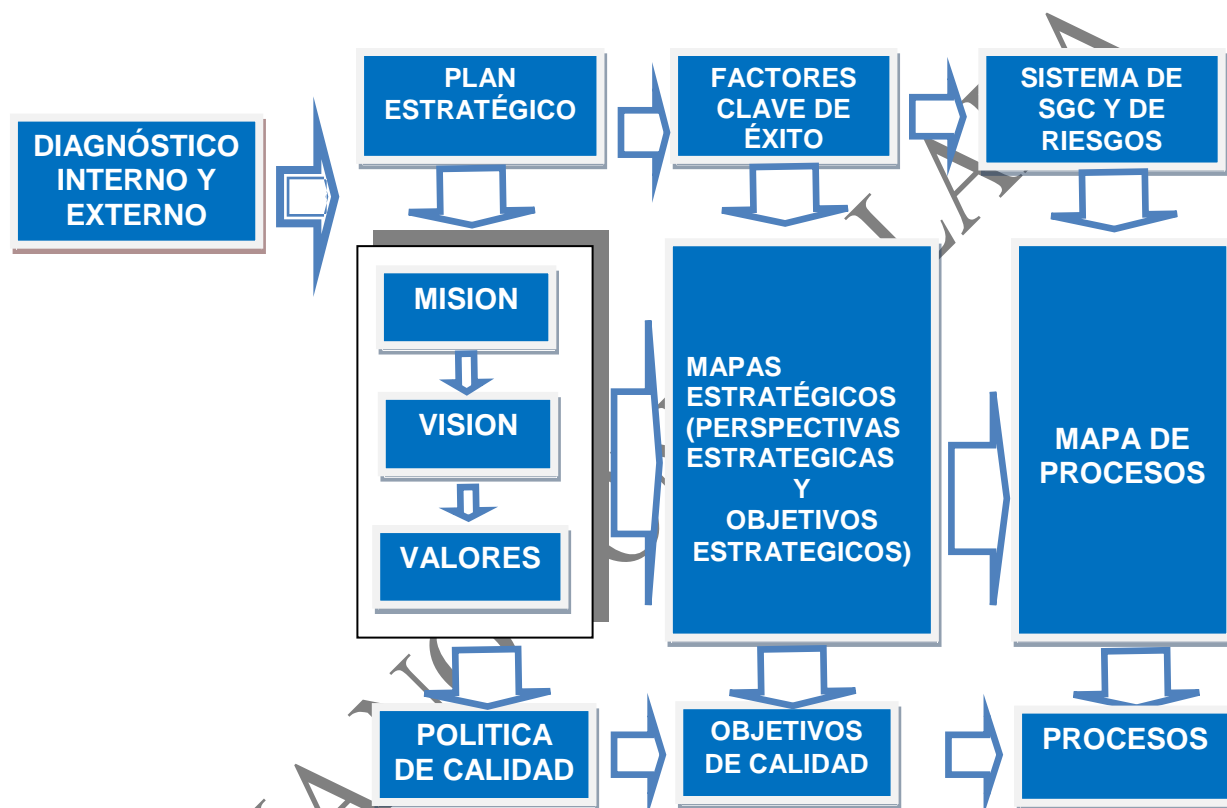 PLAN
ESTRATÉGICO
FACTORES
CLAVE DE
ÉXITO
SISTEMA DE
SGC Y DE
RIESGOS
DIAGNÓSTICO
INTERNO Y
EXTERNO
MISION
VISION
VALORES
MAPAS
ESTRATÉGICOS
(PERSPECTIVAS
ESTRATEGICAS
Y
OBJETIVOS
ESTRATEGICOS)
MAPA DE
PROCESOS
POLITICA
DE CALIDAD
OBJETIVOS
DE CALIDAD
PROCESOS